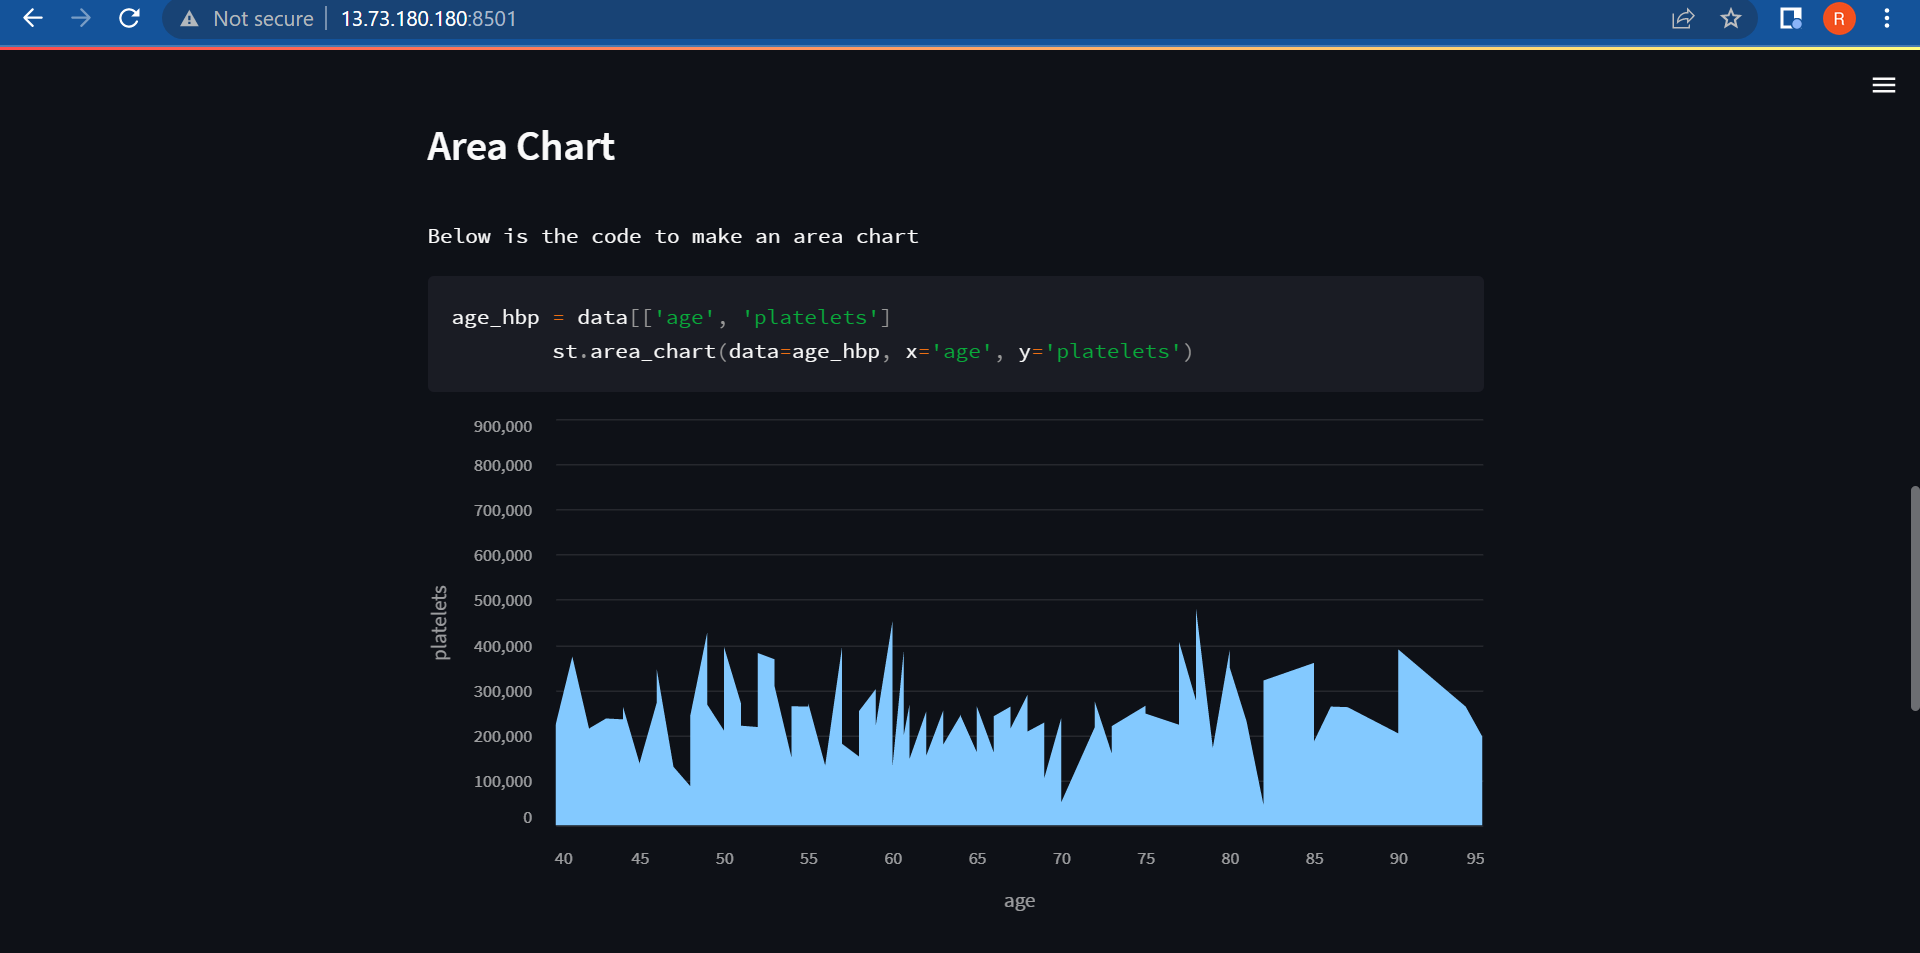 Not secure | 13.73.180.180:8501
R
Area Chart
Below is the code to make an area chart
age_hbp = data[['age', 'platelets']
st.area_chart(data=age_hbp, x='age', y='platelets')
900,000
800,000
700,000
600,000
500,000
400,000
300,000
200,000
100,000
0
platelets
40 45 50 55 60 65 70 75 80 85 90 95
age